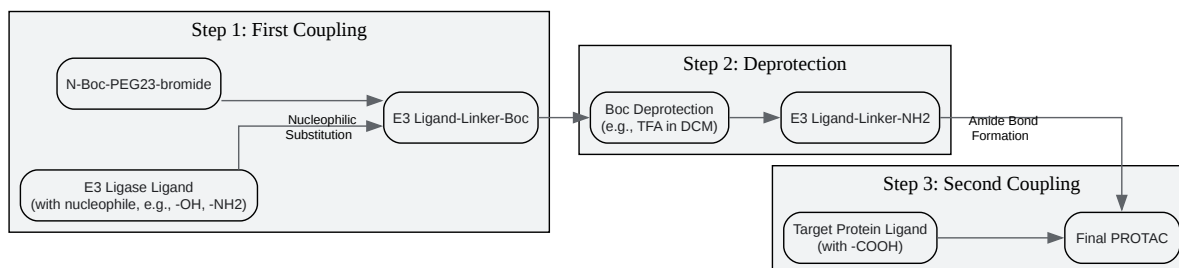 Step 1: First Coupling
N-Boc-PEG23-bromide
Nucleophilic
Substitution
E3 Ligand-Linker-Boc
E3 Ligase Ligand
(with nucleophile, e.g., -OH, -NH2)
Step 2: Deprotection
Boc Deprotection
(e.g., TFA in DCM)
E3 Ligand-Linker-NH2
Amide Bond
Formation
Step 3: Second Coupling
Target Protein Ligand
(with -COOH)
Final PROTAC